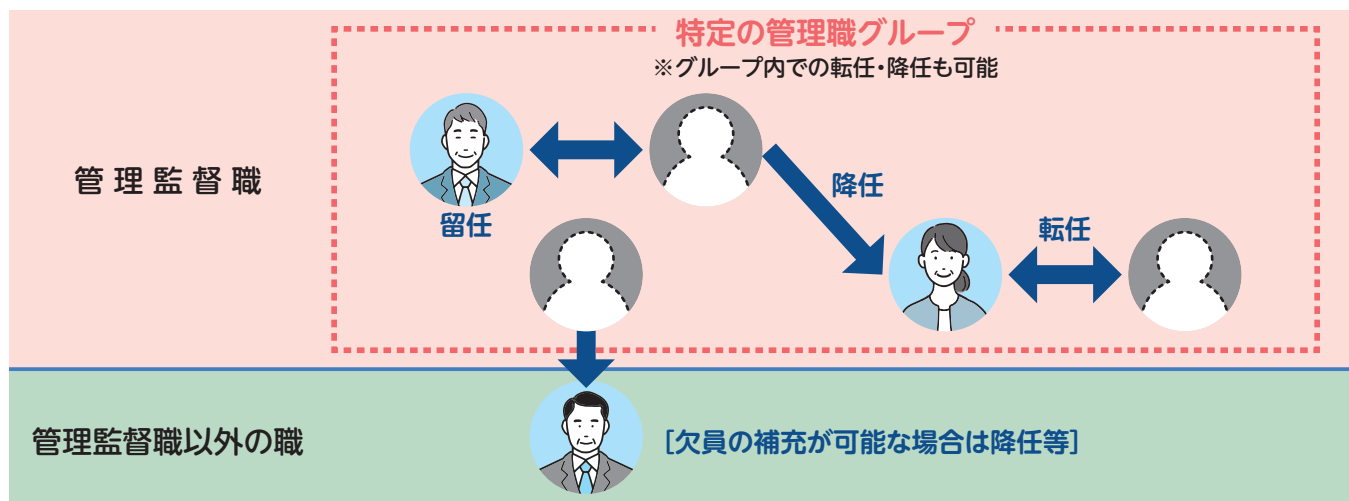 特定の管理職グループ
※グループ内での転任・降任も可能
管理監督職
留任
降任
転任
管理監督職以外の職
[欠員の補充が可能な場合は降任等]